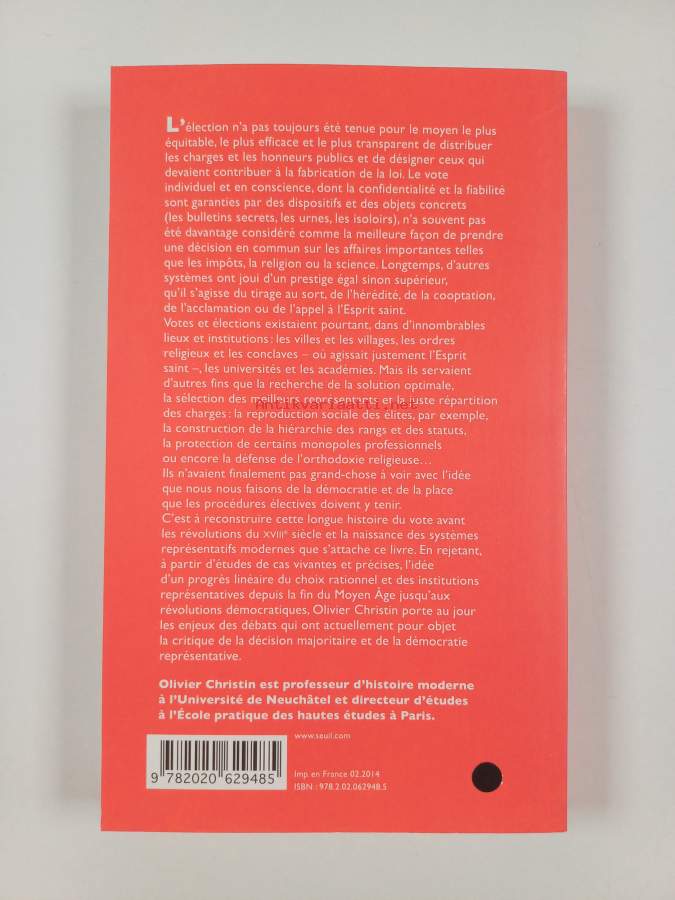 L'élection n'a pas toujours été tenue pour le moyen le plus
équitable, le plus efficace et le plus transparent de distribuer
les charges et les honneurs publics et de désigner ceux qui
devaient contribuer à la fabrication de la loi. Le vote
individuel et en conscience, dont la confidentialité et la fiabilité
sont garanties par des dispositifs et des objets concrets
(les bulletins secrets, les urnes, les isoloirs), n'a souvent pas
été davantage considéré comme la meilleure façon de prendre
une décision en commun sur les affaires importantes telles
que les impôts, la religion ou la science. Longtemps, d'autres
systèmes ont joui d'un prestige égal sinon supérieur,
qu'il s'agisse du tirage au sort, de l'hérédité, de la cooptation,
de l'acclamation ou de l'appel à l'Esprit saint.
Votes et élections existaient pourtant, dans d'innombrables
lieux et institutions : les villes et les villages, les ordres
religieux et les conclaves – où agissait justement l'Esprit
saint –, les universités et les académies. Mais ils servaient
d'autres fins que la recherche de la solution optimale,
la sélection des meilleurs représentants et la juste répartition
antikvariaatti.net
des charges : la reproduction sociale des élites, par exemple,
la construction de la hiérarchie des rangs et des statuts,
la protection de certains monopoles professionnels
ou encore la défense de l'orthodoxie religieuse…
Ils n'avaient finalement pas grand-chose à voir avec l'idée
que nous nous faisons de la démocratie et de la place
que les procédures électives doivent y tenir.
C'est à reconstruire cette longue histoire du vote avant
les révolutions du XVIIIe siècle et la naissance des systèmes
représentatifs modernes que s'attache ce livre. En rejetant,
à partir d'études de cas vivantes et précises, l'idée
d'un progrès linéaire du choix rationnel et des institutions
représentatives depuis la fin du Moyen Âge jusqu'aux
révolutions démocratiques, Olivier Christin porte au jour
les enjeux des débats qui ont actuellement pour objet
la critique de la décision majoritaire et de la démocratie
représentative.
Olivier Christin est professeur d'histoire moderne
à l'Université de Neuchâtel et directeur d'études
à l'École pratique des hautes études à Paris.
www.seuil.com
9 782020 629485
Imp. en France 02.2014
ISBN : 978.2.02.062948.5